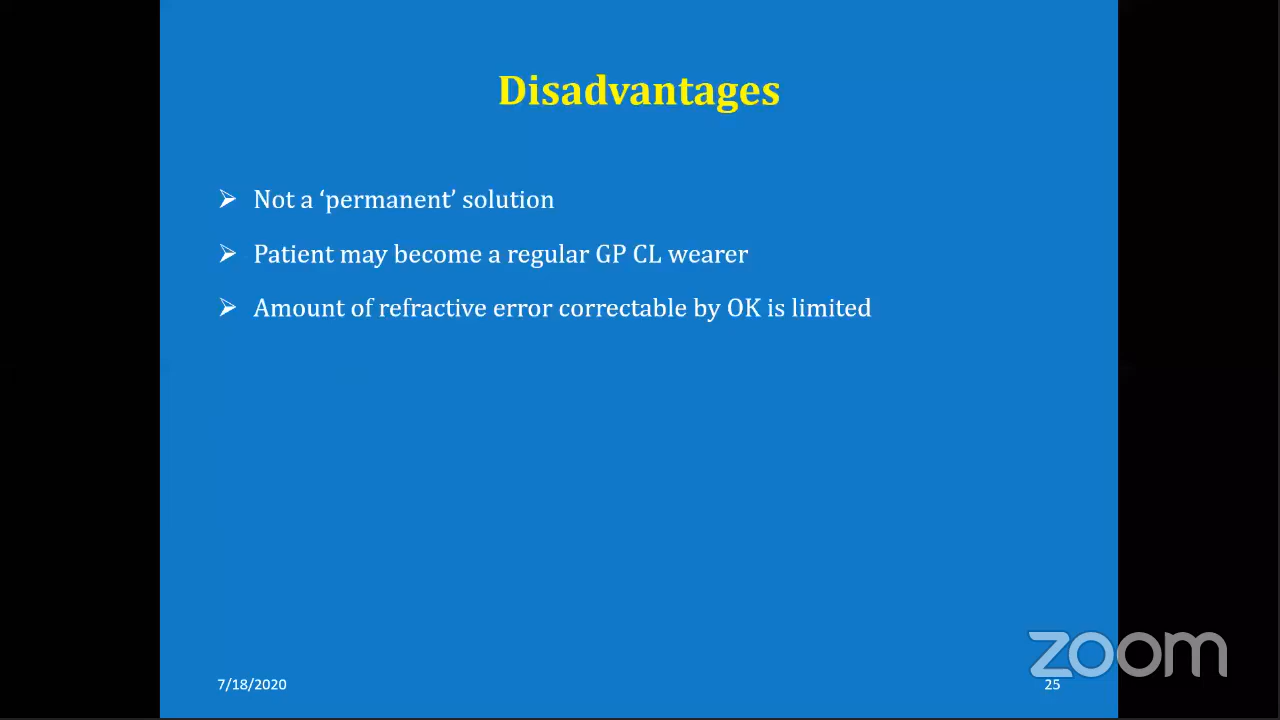 Disadvantages
➢ Not a ‘permanent’ solution
➢ Patient may become a regular GP CL wearer
➢ Amount of refractive error correctable by OK is limited
zoom
7/18/2020
25